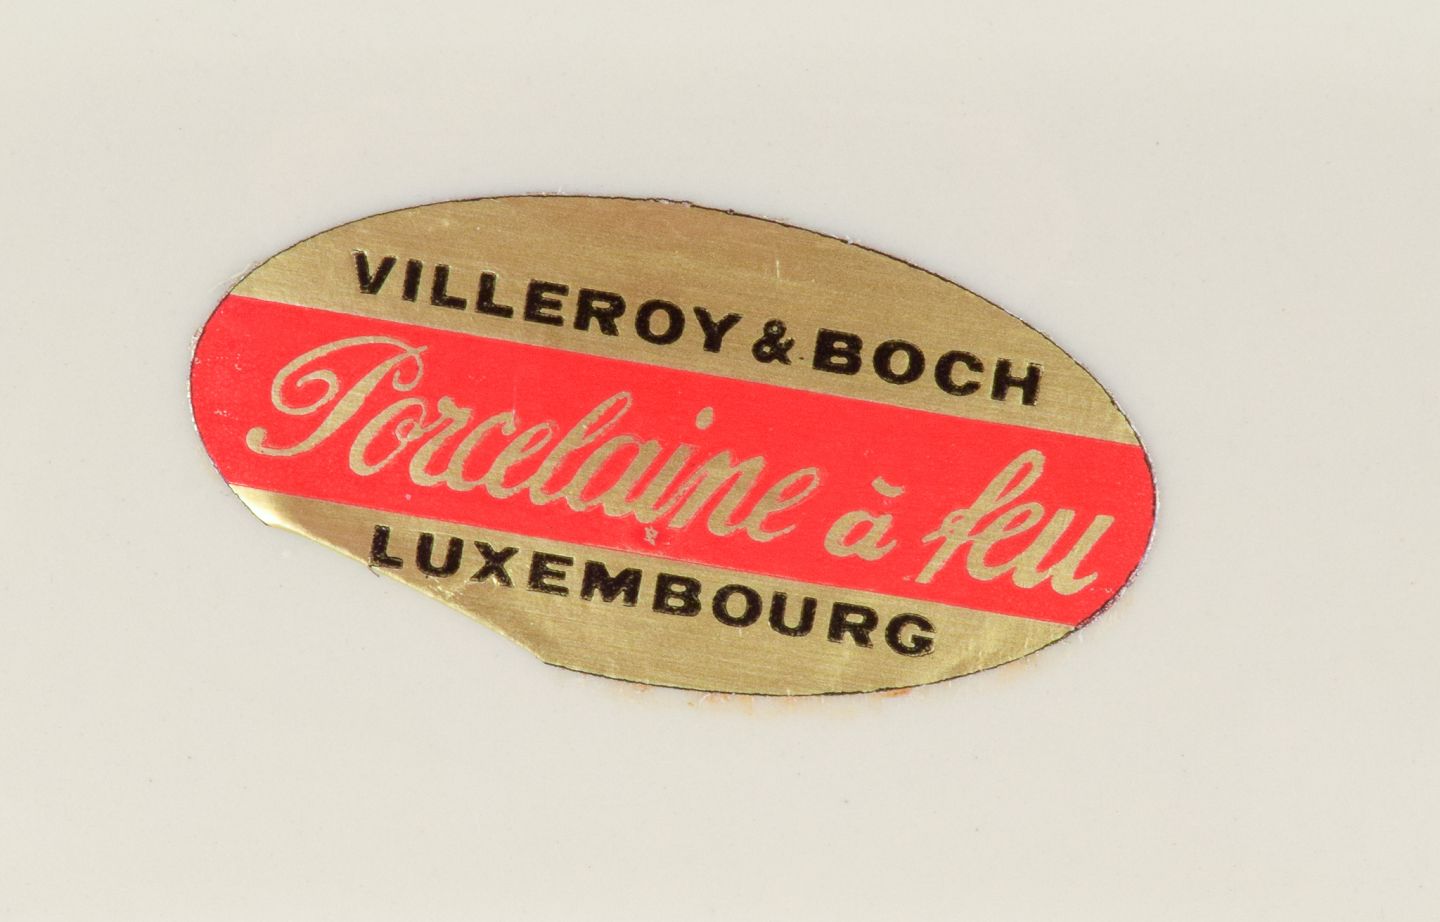 VILLEROY & BOCH
Porcelaine à feu
LUXEMBOURG